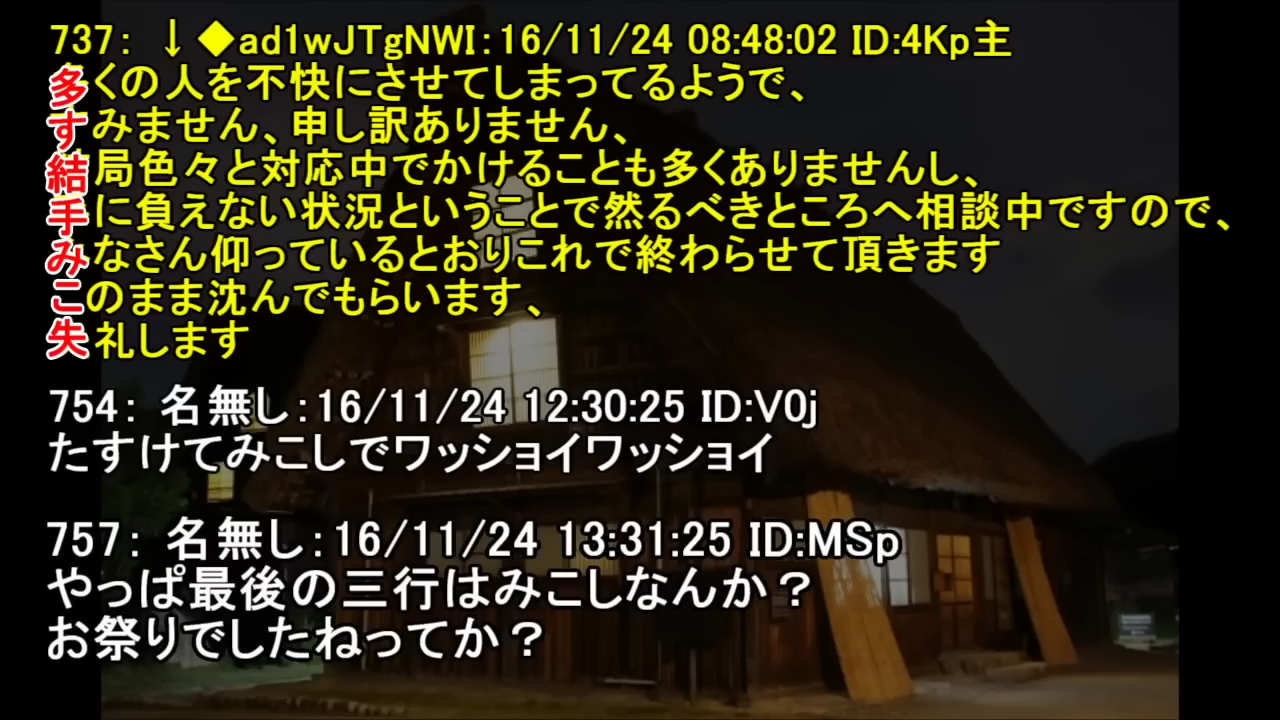 737： ↓◆ad1wJTgNWI：16/11/24 08:48:02 ID:4Kp主
多くの人を不快にさせてしまってるようで、
すみません、申し訳ありません、
結局色々と対応中でかけることも多くありませんし、
手に負えない状況ということで然るべきところへ相談中ですので、
みなさん仰っているとおりこれで終わらせて頂きます
このまま沈んでもらいます、
失礼します
754： 名無し：16/11/24 12:30:25 ID:V0j
たすけてみこしでワッショイワッショイ
757： 名無し：16/11/24 13:31:25 ID:MSp
やっぱ最後の三行はみこしなんか？
お祭りでしたねってか？